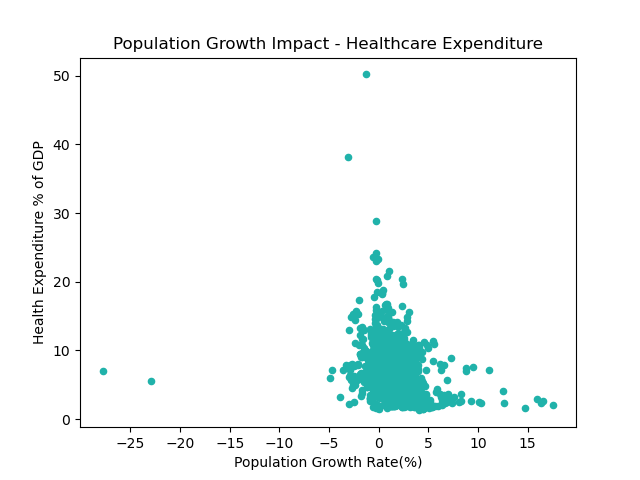 Population Growth Impact - Healthcare Expenditure
50
40
30
20
10
0
Health Expenditure % of GDP
−25 −20 −15 −10 −5 0 5 10 15
Population Growth Rate(%)